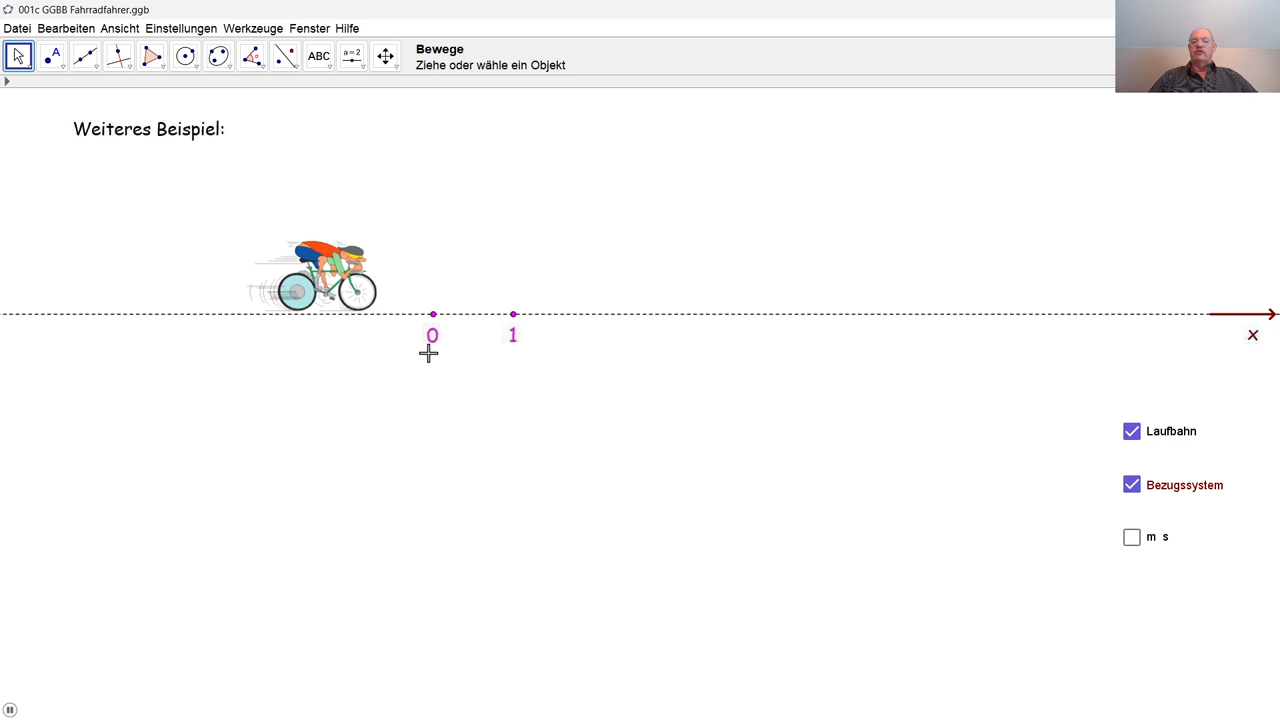 001c GGBB Fahrradfahrer.ggb
Datei Bearbeiten Ansicht Einstellungen Werkzeuge Fenster Hilfe
A ABC a=2
Bewege
Ziehe oder wähle ein Objekt
Weiteres Beispiel:
0 1 x
Laufbahn
Bezugssystem
m s